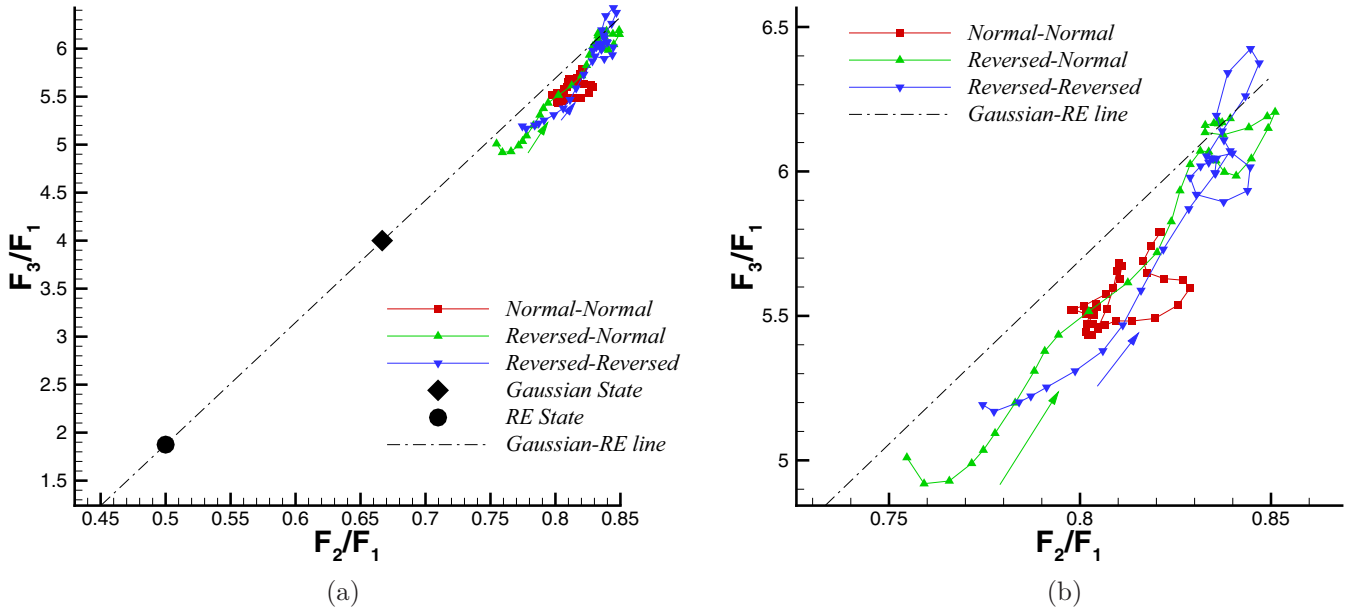 6
5.5
5
4.5
4
3.5
3
2.5
2
1.5
F3/F1
0.45 0.5 0.55 0.6 0.65 0.7 0.75 0.8 0.85
F2/F1
Normal-Normal
Reversed-Normal
Reversed-Reversed
Gaussian State
RE State
Gaussian-RE line
(a)
6.5
6
5.5
5
F3/F1
0.75 0.8 0.85
F2/F1
Normal-Normal
Reversed-Normal
Reversed-Reversed
Gaussian-RE line
(b)